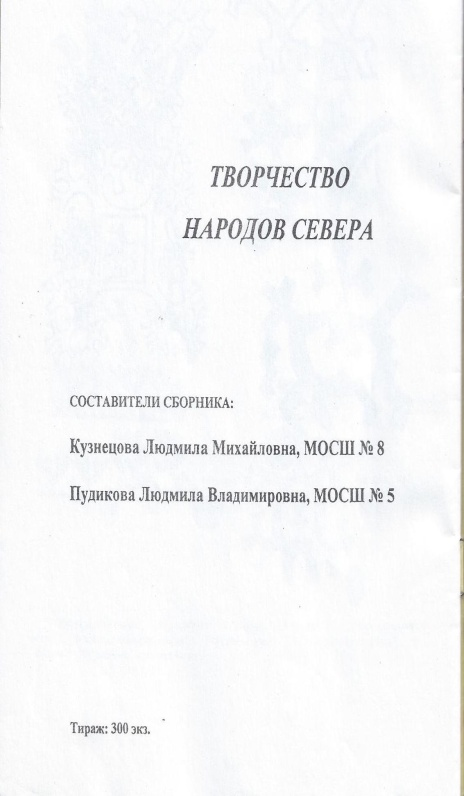 ТВОРЧЕСТВО
НАРОДОВ СЕВЕРА
СОСТАВИТЕЛИ СБОРНИКА:
Кузнецова Людмила Михайловна, МОСШ № 8
Пудикова Людмила Владимировна, МОСШ № 5
Тираж: 300 экз.